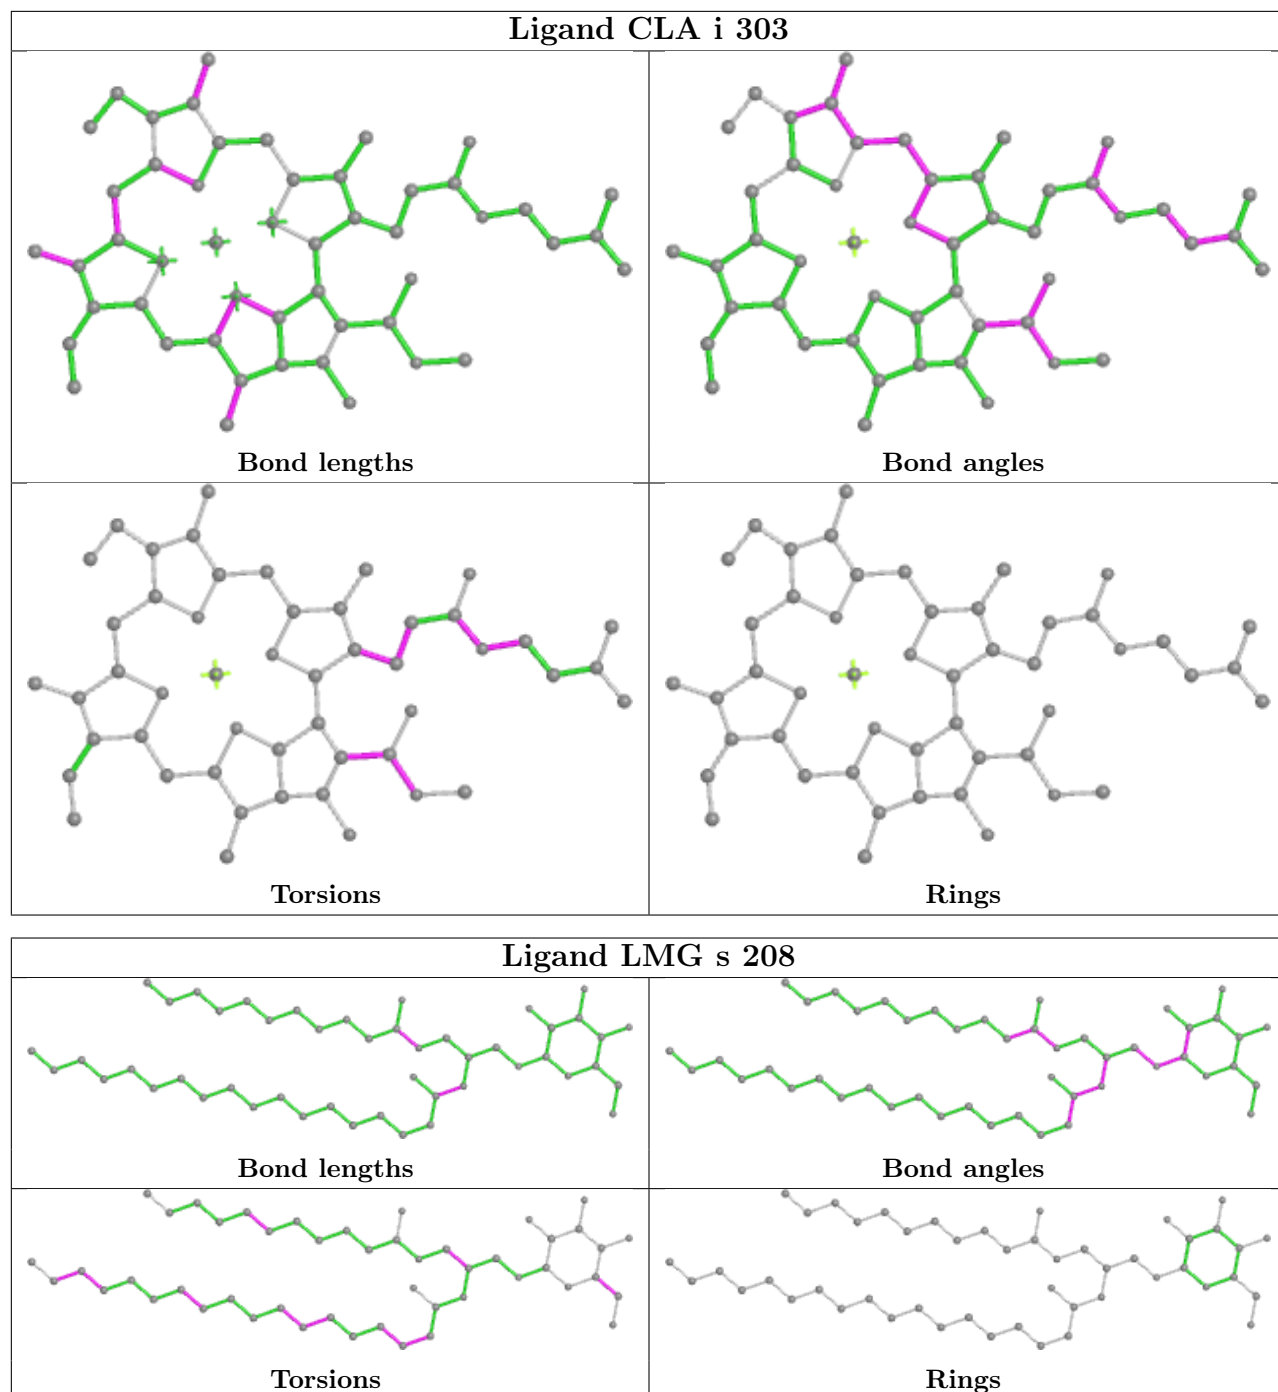 Ligand CLA i 303
Bond lengths
Bond angles
Torsions
Rings
Ligand LMG s 208
Bond lengths
Bond angles
Torsions
Rings